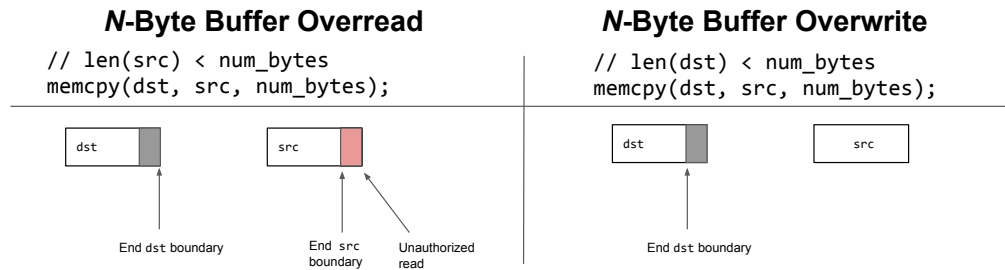 N-Byte Buffer Overread
// len(src) < num_bytes
memcpy(dst, src, num_bytes);
dst
src
End dst boundary
End src
boundary
Unauthorized
read
N-Byte Buffer Overwrite
// len(dst) < num_bytes
memcpy(dst, src, num_bytes);
dst
src
End dst boundary